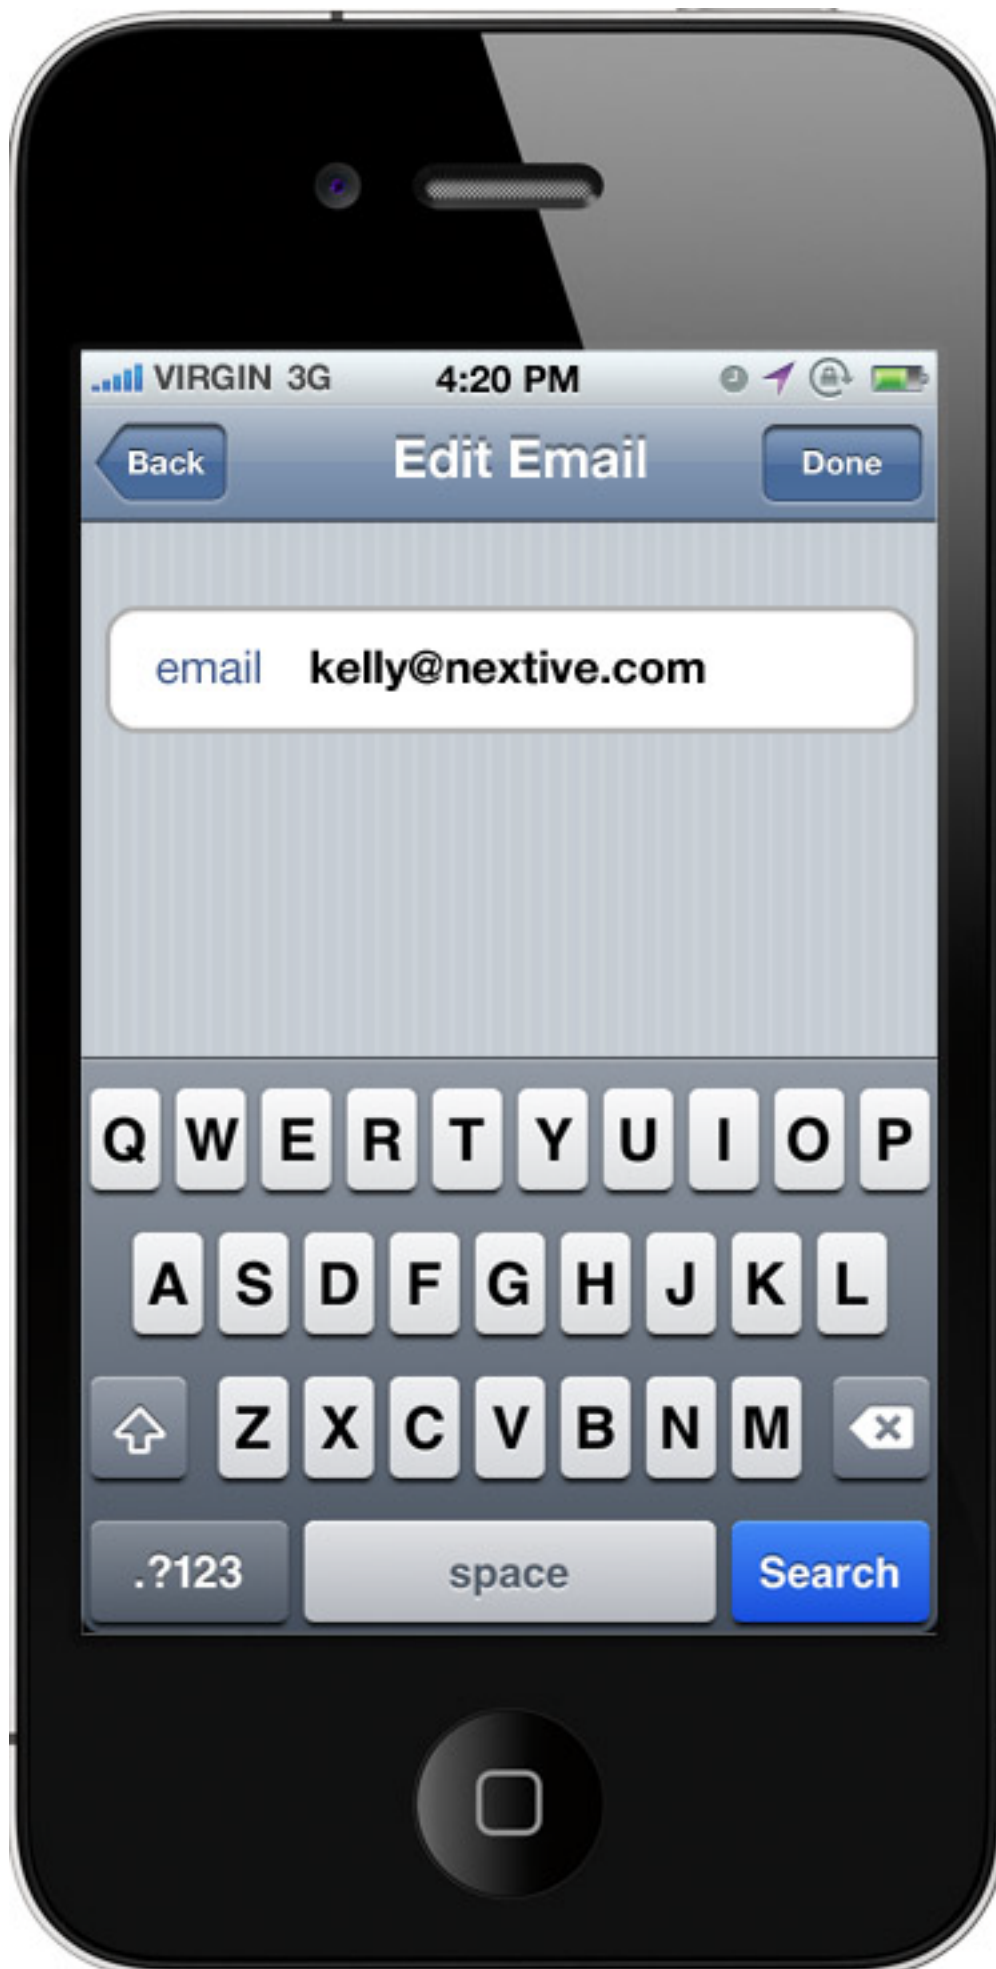 VIRGIN 3G 4:20 PM
Back Edit Email Done
email kelly@nextive.com
Q W E R T Y U I O P
A S D F G H J K L
Z X C V B N M
.?123 space Search